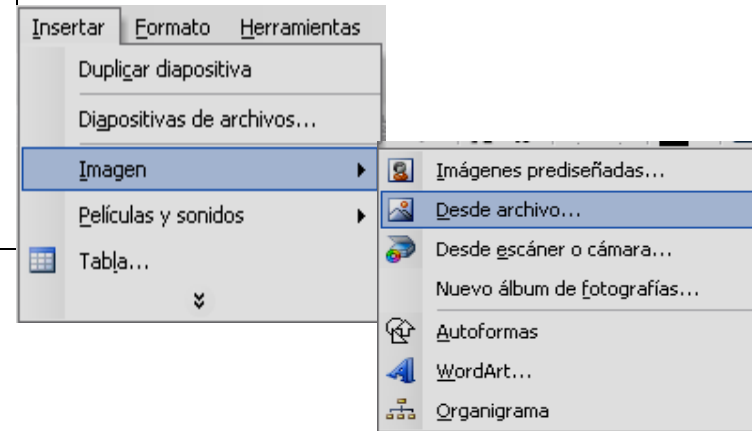 Insertar Formato Herramientas
Duplicar diapositiva
Diapositivas de archivos...
Imagen
Películas y sonidos
Tabla...
Imágenes prediseñadas...
Desde archivo...
Desde escáner o cámara...
Nuevo álbum de fotografías...
Autoformas
WordArt...
Organigrama